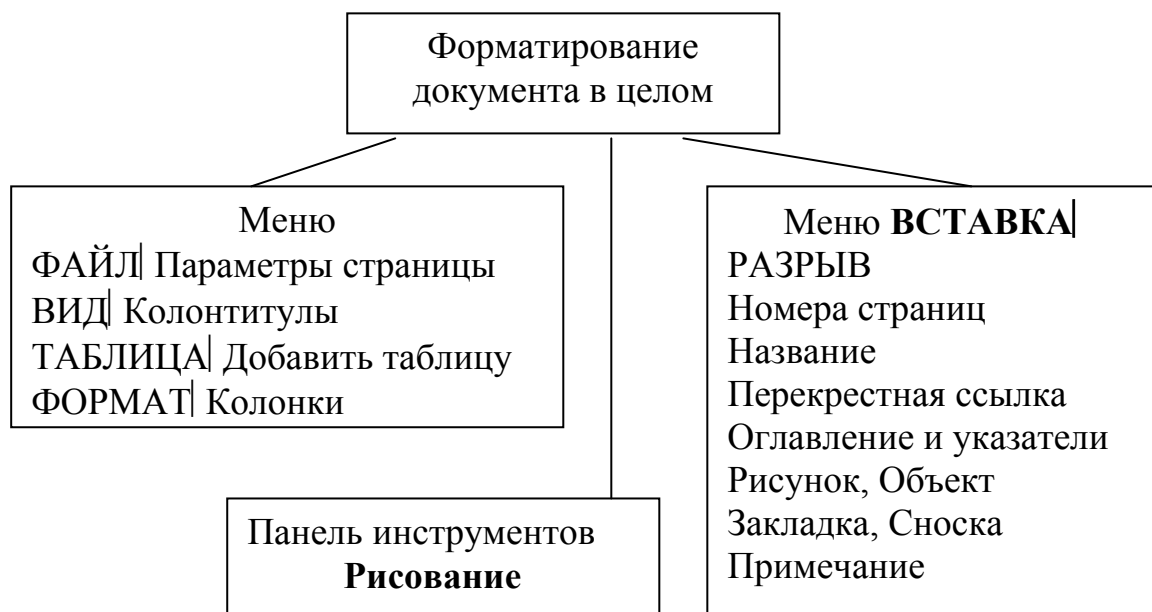 Форматирование
документа в целом
Меню
ФАЙЛ| Параметры страницы
ВИД| Колонтитулы
ТАБЛИЦА| Добавить таблицу
ФОРМАТ| Колонки
Панель инструментов
Рисование
Меню ВСТАВКА|
РАЗРЫВ
Номера страниц
Название
Перекрестная ссылка
Оглавление и указатели
Рисунок, Объект
Закладка, Сноска
Примечание